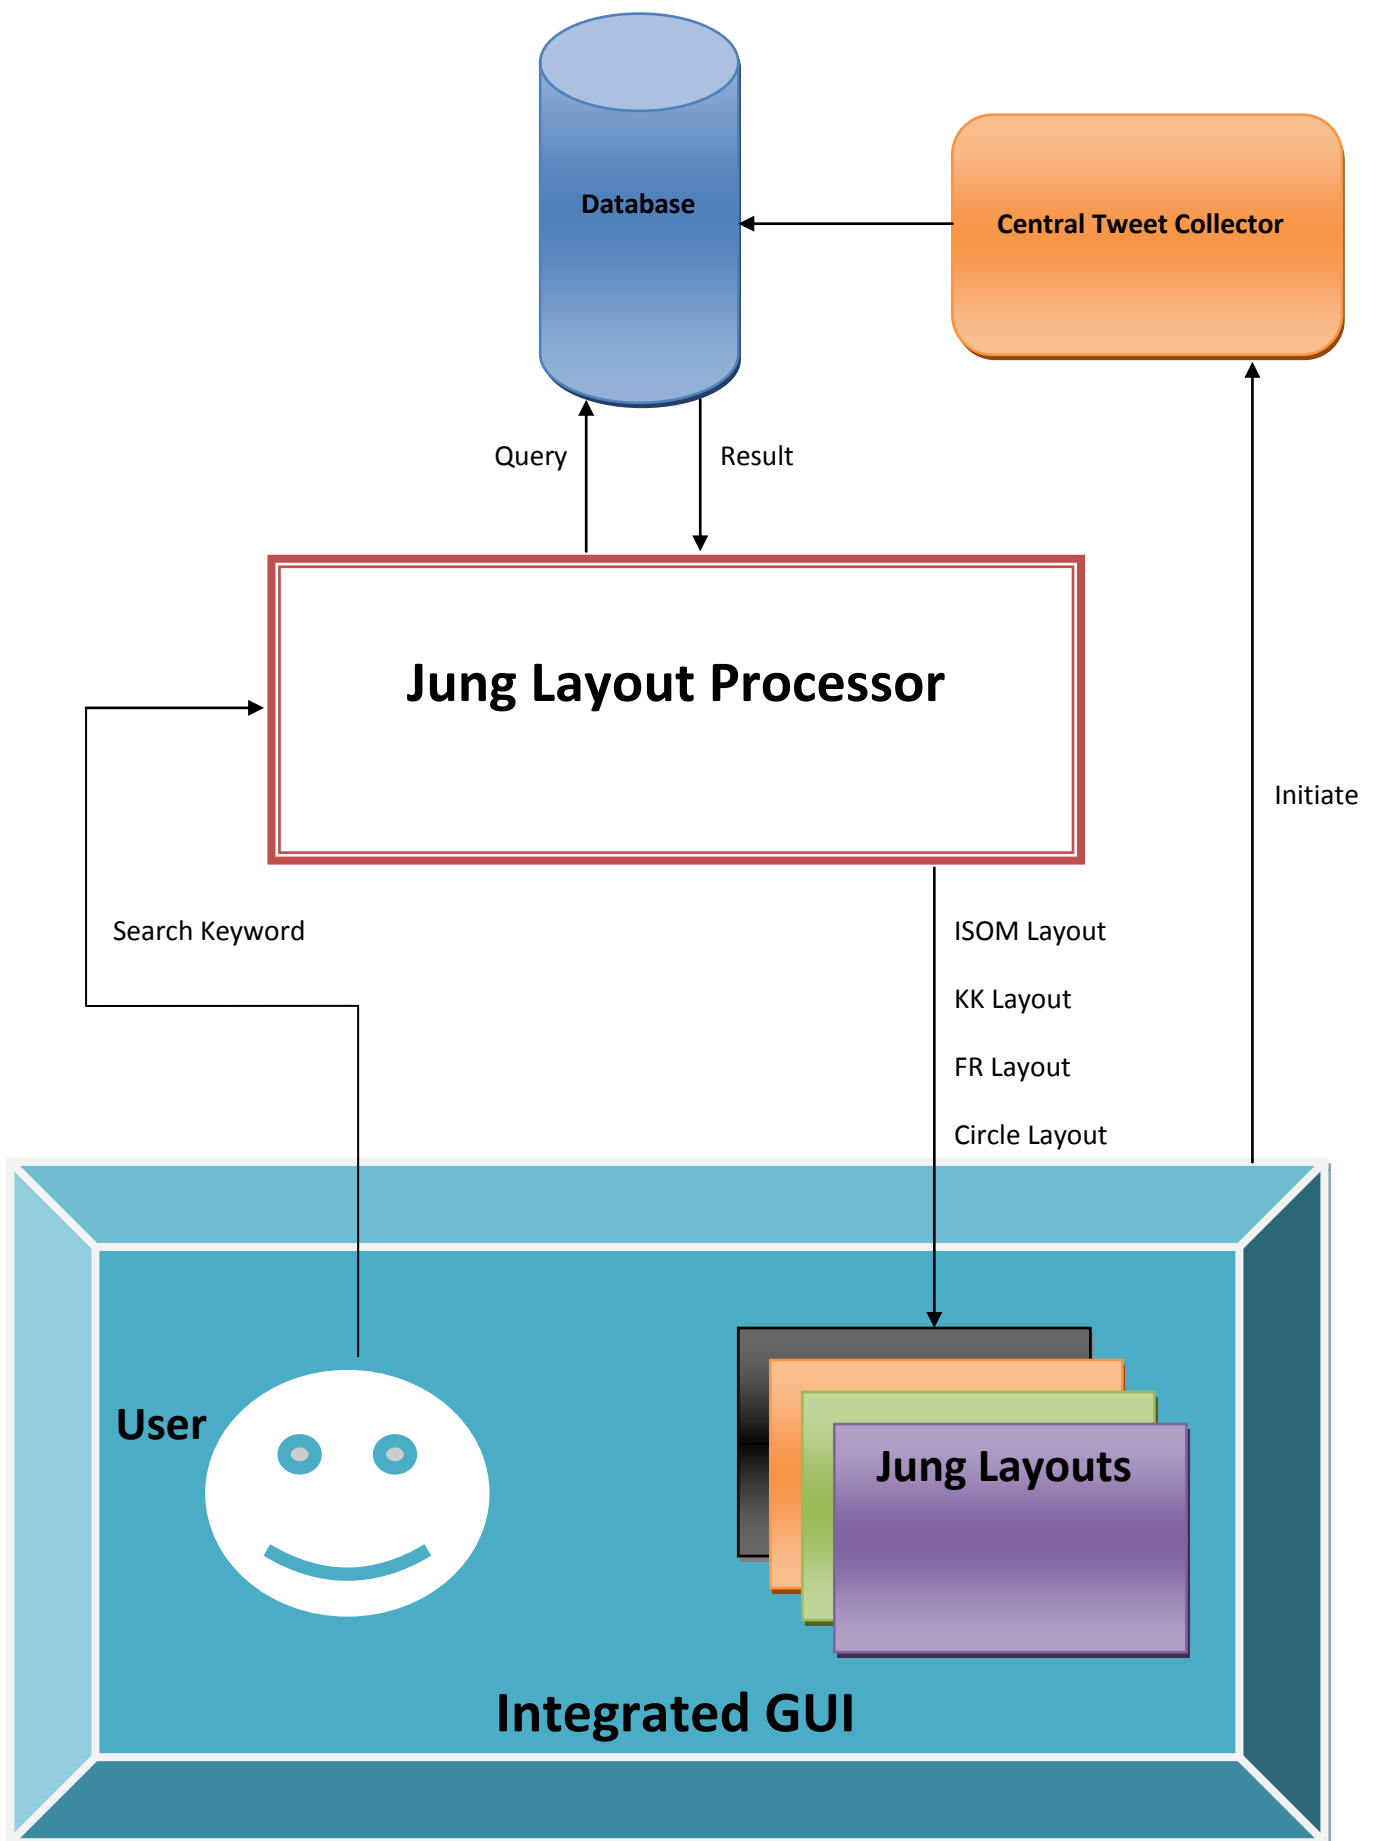 Database
Central Tweet Collector
Query
Result
Jung Layout Processor
Initiate
Search Keyword
ISOM Layout
KK Layout
FR Layout
Circle Layout
User
Jung Layouts
Integrated GUI